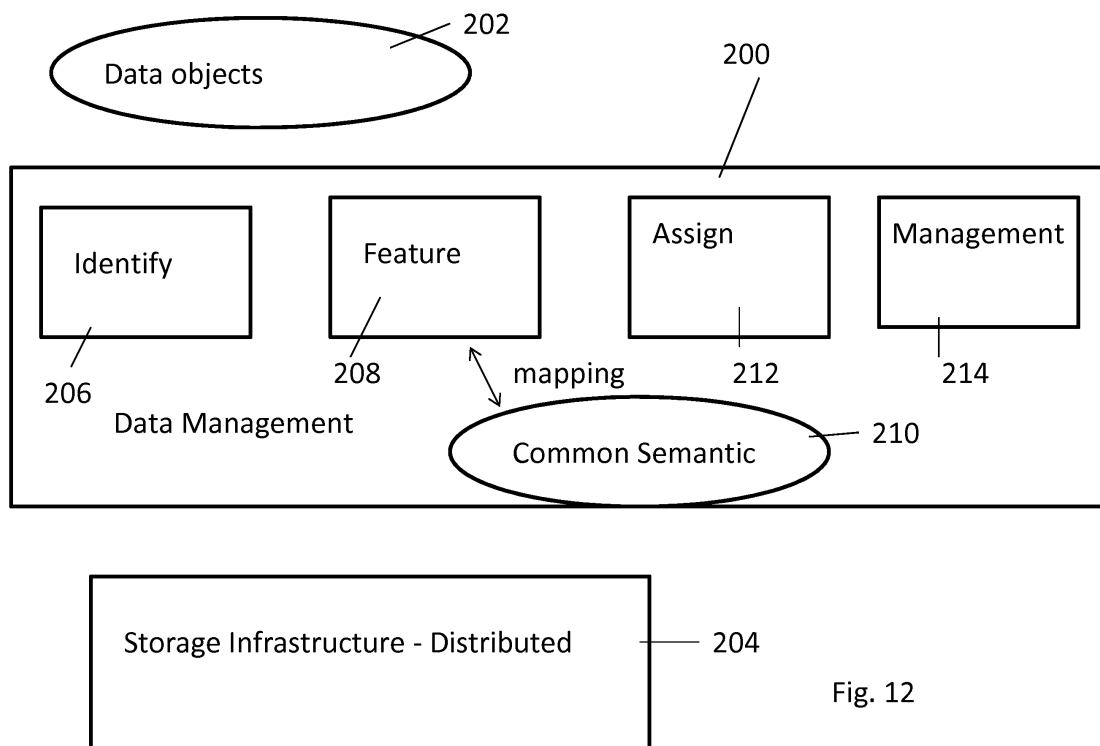 202
Data objects
200
Identify
Feature
Assign
Management
206
208
mapping
212
214
Data Management
210
Common Semantic
Storage Infrastructure - Distributed
204
Fig. 12